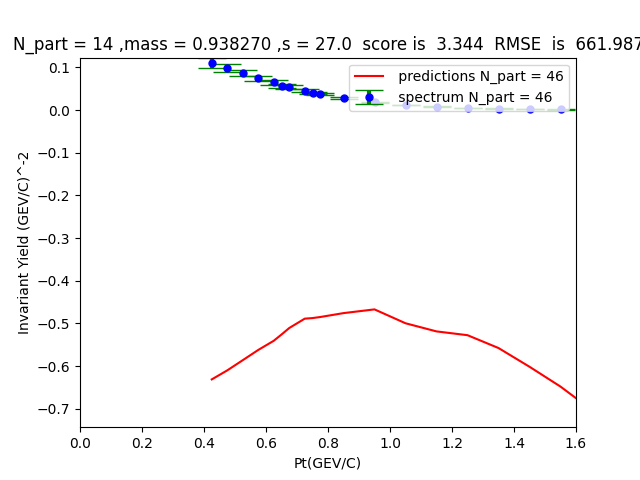 N_part = 14 ,mass = 0.938270 ,s = 27.0  score is  3.344  RMSE  is  661.987
predictions N_part = 46
spectrum N_part = 46
0.1
0.0
−0.1
−0.2
−0.3
−0.4
−0.5
−0.6
−0.7
Invariant Yield (GEV/C)^-2
0.0 0.2 0.4 0.6 0.8 1.0 1.2 1.4 1.6
Pt(GEV/C)